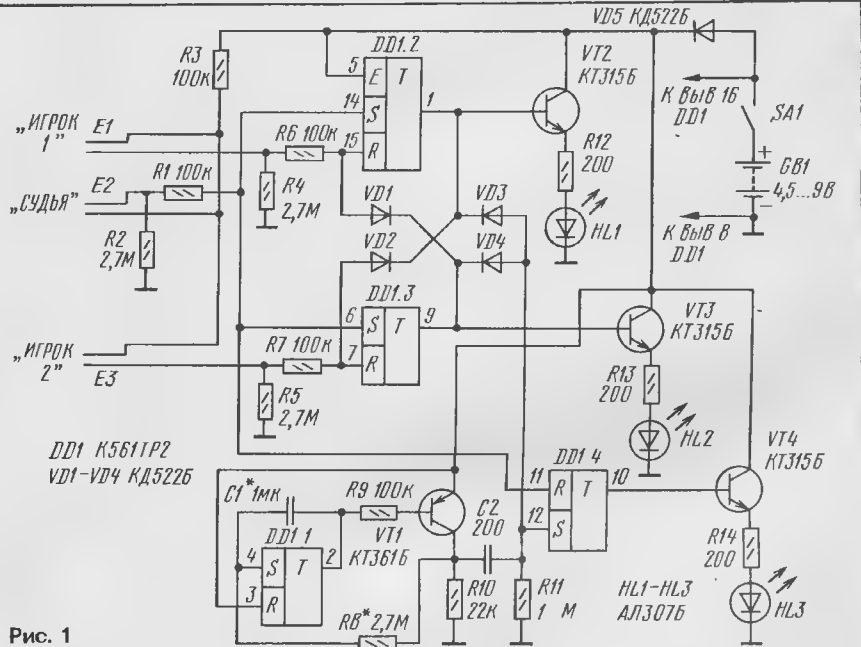 VD5 КД522Б
R3
100к
DD1.2
5
E
T
14
S
15
R
1
VT2
КТ315Б
К ВЫВ 16
DD1
SA1
+
GB1
4,5...9В
−
К ВЫВ 8
DD1
„ИГРОК
1"
E1
R6 100к
R4
2,7М
R12
200
HL1
E2
R1 100к
„СУДЬЯ"
R2
2,7М
VD1
VD3
VD2
VD4
DD1.3
6
S
T
9
7
R
VT3
КТ315Б
„ИГРОК
2"
E3
R7 100к
R5
2,7М
R13
200
HL2
VT4
КТ315Б
DD1 К561ТР2
VD1-VD4 КД522Б
DD1 4
11
R
T
10
12
S
C1*1мк
R9 100к
C2
200
DD1 1
4
S
T
2
3
R
VT1
КТ361Б
R14
200
R10
22к
R11
1 М
R8* 2,7М
HL1-HL3
АЛ307Б
HL3
Рис. 1